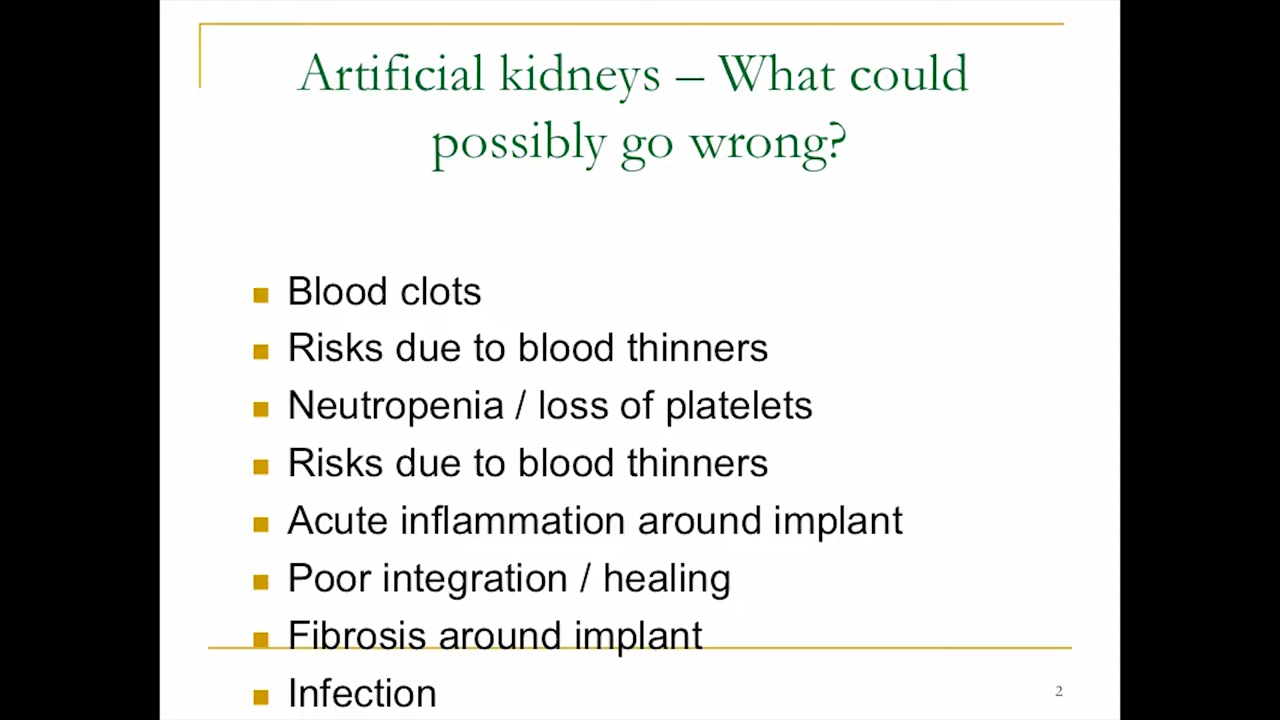 Artificial kidneys – What could
possibly go wrong?
Blood clots
Risks due to blood thinners
Neutropenia / loss of platelets
Risks due to blood thinners
Acute inflammation around implant
Poor integration / healing
Fibrosis around implant
Infection
2